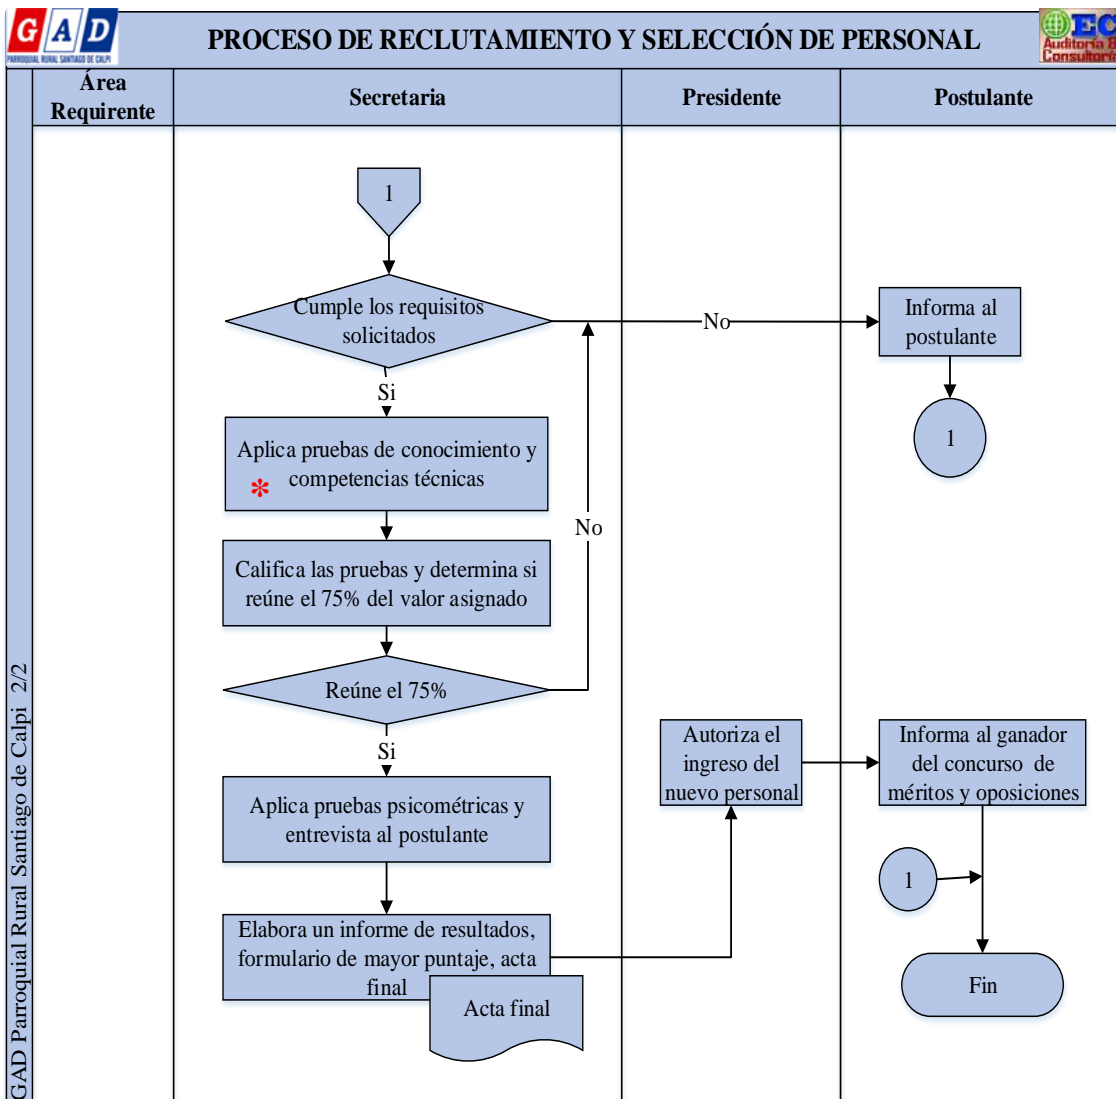 GAD
PARROQUIAL RURAL SANTIAGO DE CALPI
PROCESO DE RECLUTAMIENTO Y SELECCIÓN DE PERSONAL
EC
Auditoría &
Consultoría
Área
Requirente
Secretaria
Presidente
Postulante
1
Cumple los requisitos
solicitados
No
Informa al
postulante
Si
1
Aplica pruebas de conocimiento y
* competencias técnicas
No
Califica las pruebas y determina si
reúne el 75% del valor asignado
Reúne el 75%
Si
Autoriza el
ingreso del
nuevo personal
Informa al ganador
del concurso de
méritos y oposiciones
Aplica pruebas psicométricas y
entrevista al postulante
1
Elabora un informe de resultados,
formulario de mayor puntaje, acta
final
Acta final
Fin
GAD Parroquial Rural Santiago de Calpi 2/2